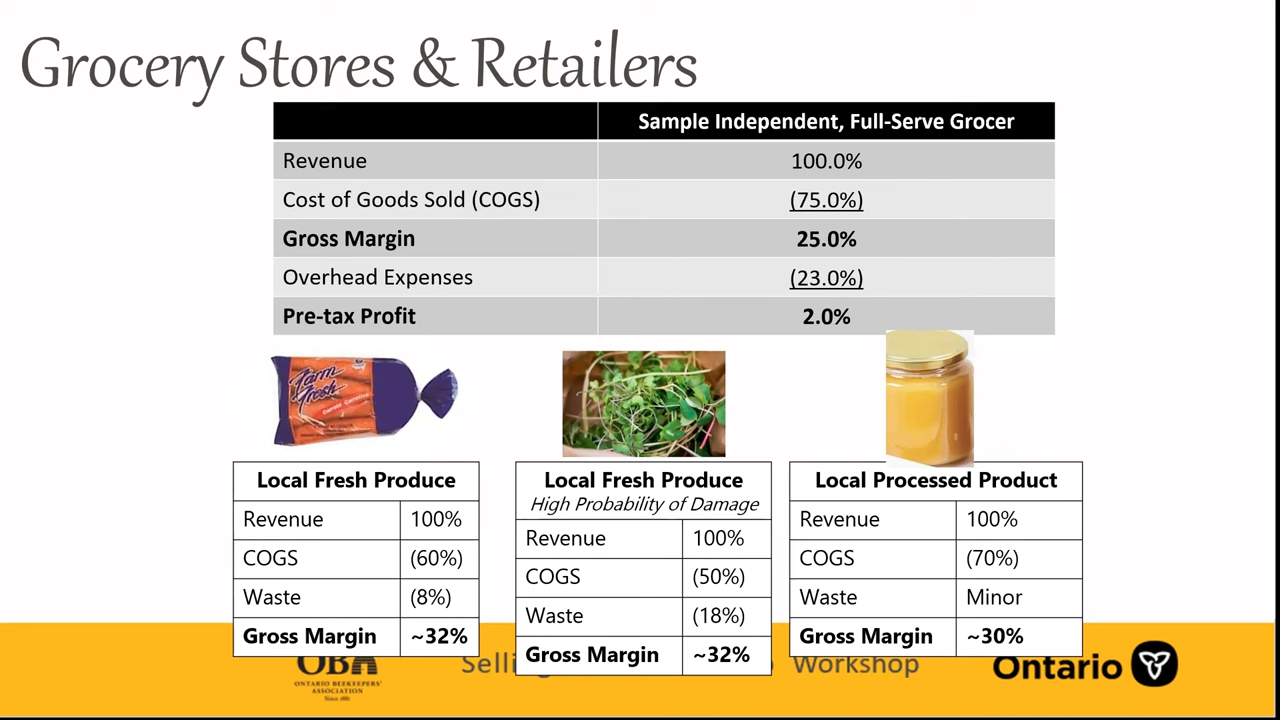 Grocery Stores & Retailers
Sample Independent, Full-Serve Grocer
Revenue 100.0%
Cost of Goods Sold (COGS) (75.0%)
Gross Margin 25.0%
Overhead Expenses (23.0%)
Pre-tax Profit 2.0%
Farm
Fresh
Local Fresh Produce
Revenue 100%
COGS (60%)
Waste (8%)
Gross Margin ~32%
Local Fresh Produce
High Probability of Damage
Revenue 100%
COGS (50%)
Waste (18%)
Gross Margin ~32%
Local Processed Product
Revenue 100%
COGS (70%)
Waste Minor
Gross Margin ~30%
OBA
ONTARIO BEEKEEPERS'
ASSOCIATION
Since 1881
Workshop
Ontario